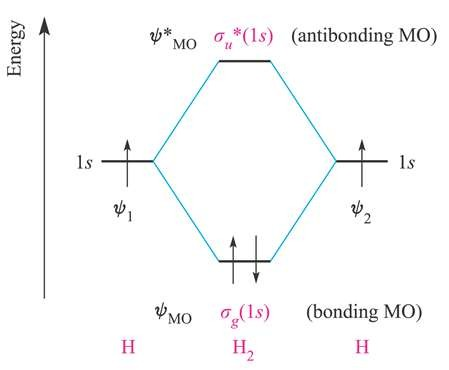 Energy
ψ*MO σu*(1s) (antibonding MO)
1s 1s
ψ1 ψ2
ψMO σg(1s) (bonding MO)
H H2 H